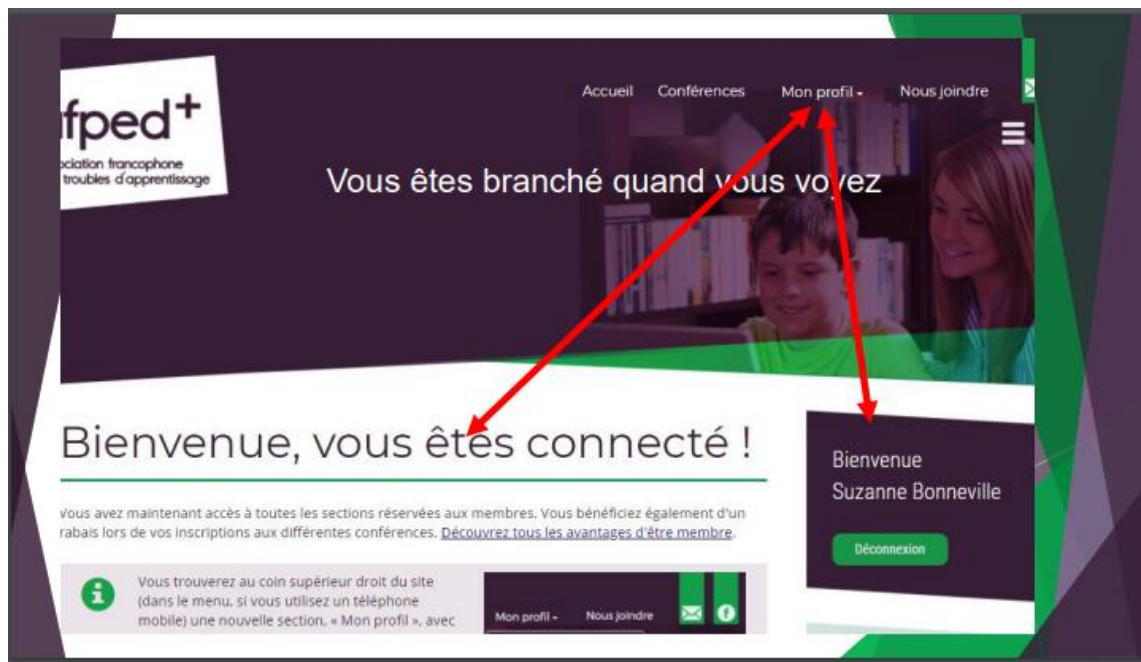 fped+
ociation francophone
troubles d'apprentissage
Accueil Conférences Mon profil Nous joindre
Vous êtes branché quand vous voyez
Bienvenue, vous êtes connecté !
Vous avez maintenant accès à toutes les sections réservées aux membres. Vous bénéficiez également d'un
rabais lors de vos inscriptions aux différentes conférences. Découvrez tous les avantages d'être membre.
Bienvenue
Suzanne Bonneville
Déconnexion
Vous trouverez au coin supérieur droit du site
(dans le menu, si vous utilisez un téléphone
mobile) une nouvelle section, « Mon profil », avec
Mon profil Nous joindre